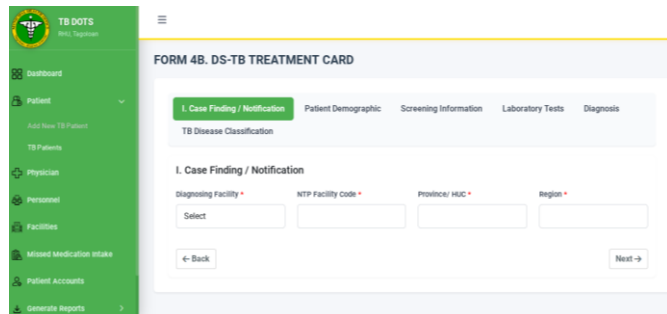 TB DOTS
RHU, Tagoloan
Dashboard
Patient
Add New TB Patient
TB Patients
Physician
Personnel
Facilities
Missed Medication Intake
Patient Accounts
Generate Reports
FORM 4B. DS-TB TREATMENT CARD
I. Case Finding / Notification
Patient Demographic
Screening Information
Laboratory Tests
Diagnosis
TB Disease Classification
I. Case Finding / Notification
Diagnosing Facility *
NTP Facility Code *
Province/ HUC *
Region *
Select
← Back
Next →